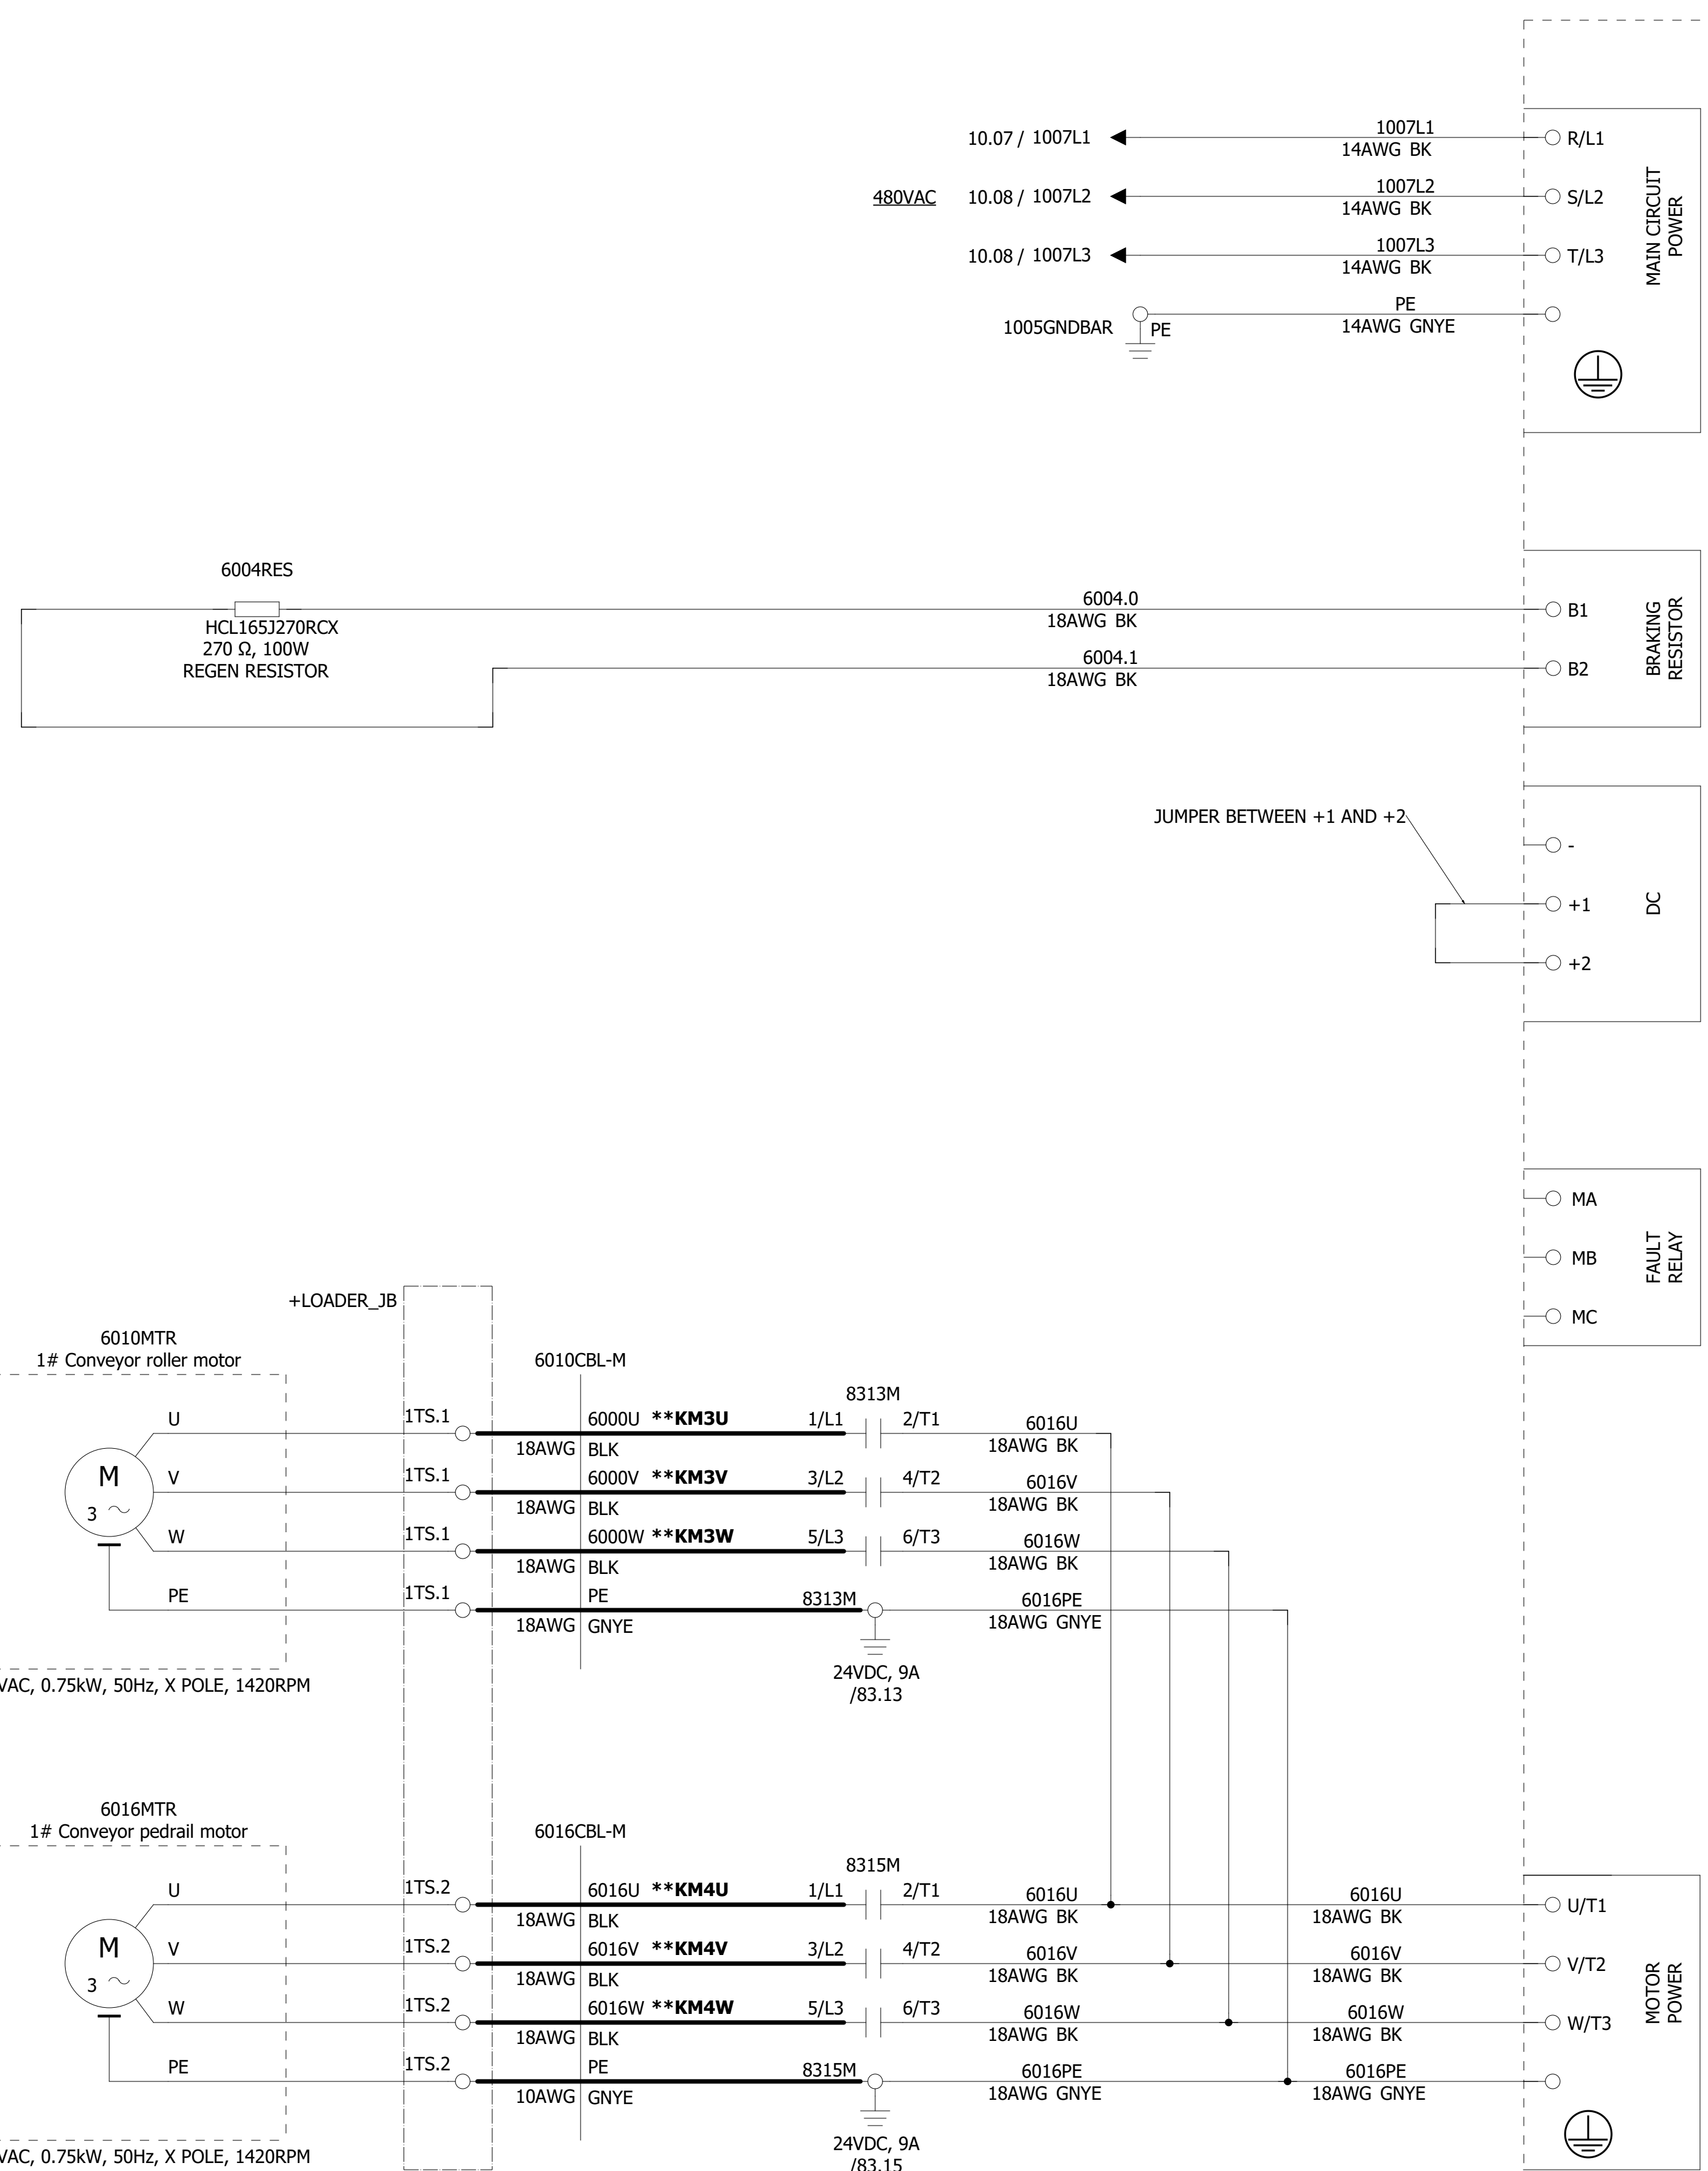 10.07 / 1007L1
1007L1
14AWG BK
R/L1
480VAC
10.08 / 1007L2
1007L2
14AWG BK
S/L2
10.08 / 1007L3
1007L3
14AWG BK
T/L3
MAIN CIRCUIT
POWER
1005GNDBAR
PE
PE
14AWG GNYE
6004RES
HCL165J270RCX
270 Ω, 100W
REGEN RESISTOR
6004.0
18AWG BK
B1
6004.1
18AWG BK
B2
BRAKING
RESISTOR
JUMPER BETWEEN +1 AND +2
-
+1
+2
DC
MA
MB
MC
FAULT
RELAY
+LOADER_JB
6010MTR
1# Conveyor roller motor
6010CBL-M
8313M
U
1TS.1
6000U **KM3U
1/L1
2/T1
6016U
18AWG BLK
18AWG BK
M
3
V
1TS.1
6000V **KM3V
3/L2
4/T2
6016V
18AWG BLK
18AWG BK
W
1TS.1
6000W **KM3W
5/L3
6/T3
6016W
18AWG BLK
18AWG BK
PE
1TS.1
PE
8313M
6016PE
18AWG GNYE
18AWG GNYE
24VDC, 9A
/83.13
VAC, 0.75kW, 50Hz, X POLE, 1420RPM
6016MTR
1# Conveyor pedrail motor
6016CBL-M
8315M
U
1TS.2
6016U **KM4U
1/L1
2/T1
6016U
6016U
U/T1
18AWG BLK
18AWG BK
18AWG BK
M
3
V
1TS.2
6016V **KM4V
3/L2
4/T2
6016V
6016V
V/T2
18AWG BLK
18AWG BK
18AWG BK
W
1TS.2
6016W **KM4W
5/L3
6/T3
6016W
6016W
W/T3
18AWG BLK
18AWG BK
18AWG BK
MOTOR
POWER
PE
1TS.2
PE
8315M
6016PE
6016PE
10AWG GNYE
18AWG GNYE
18AWG GNYE
24VDC, 9A
/83.15
VAC, 0.75kW, 50Hz, X POLE, 1420RPM